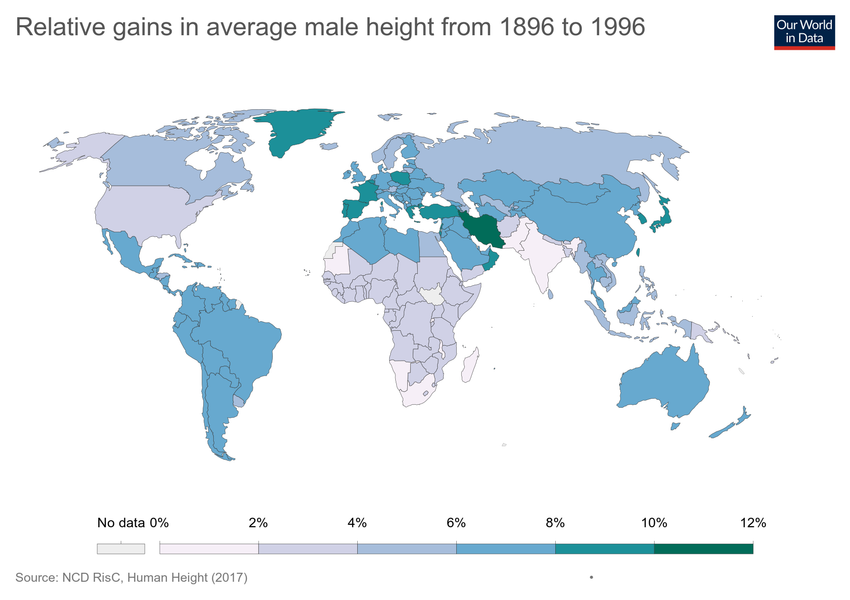 Relative gains in average male height from 1896 to 1996
Our World
in Data
No data 0% 2% 4% 6% 8% 10% 12%
Source: NCD RisC, Human Height (2017) •